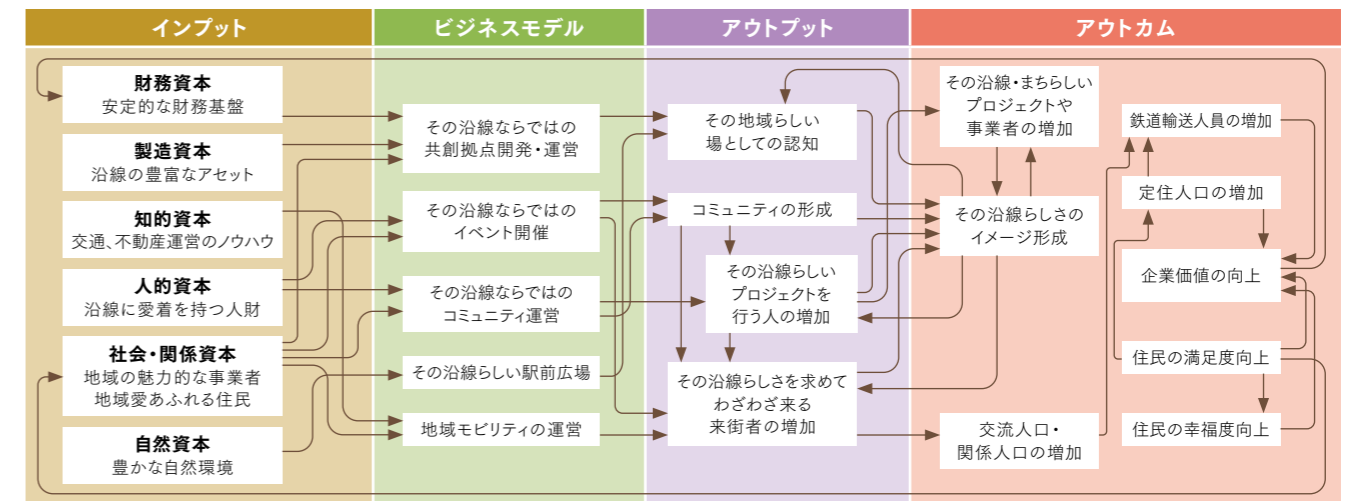 インプット
ビジネスモデル
アウトプット
アウトカム
財務資本
安定的な財務基盤
製造資本
沿線の豊富なアセット
知的資本
交通、不動産運営のノウハウ
人的資本
沿線に愛着を持つ人財
社会・関係資本
地域の魅力的な事業者
地域愛あふれる住民
自然資本
豊かな自然環境
その沿線ならではの
共創拠点開発・運営
その沿線ならではの
イベント開催
その沿線ならではの
コミュニティ運営
その沿線らしい駅前広場
地域モビリティの運営
その地域らしい
場としての認知
コミュニティの形成
その沿線らしい
プロジェクトを
行う人の増加
その沿線らしさを求めて
わざわざ来る
来街者の増加
その沿線・まちらしい
プロジェクトや
事業者の増加
その沿線らしさの
イメージ形成
交流人口・
関係人口の増加
鉄道輸送人員の増加
定住人口の増加
企業価値の向上
住民の満足度向上
住民の幸福度向上